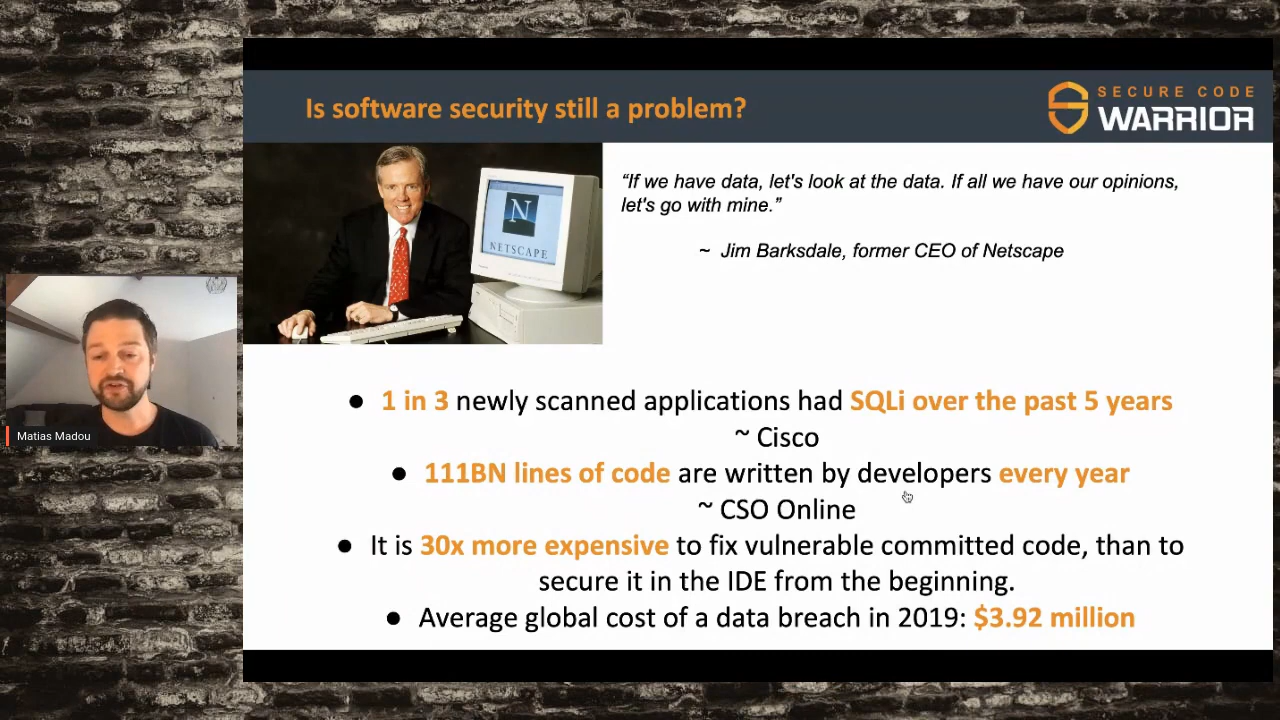 Is software security still a problem?
SECURE CODE
WARRIOR
N
NETSCAPE
“If we have data, let's look at the data. If all we have our opinions,
let's go with mine.”
~ Jim Barksdale, former CEO of Netscape
Matias Madou
● 1 in 3 newly scanned applications had SQLi over the past 5 years
~ Cisco
● 111BN lines of code are written by developers every year
~ CSO Online
● It is 30x more expensive to fix vulnerable committed code, than to
secure it in the IDE from the beginning.
● Average global cost of a data breach in 2019: $3.92 million